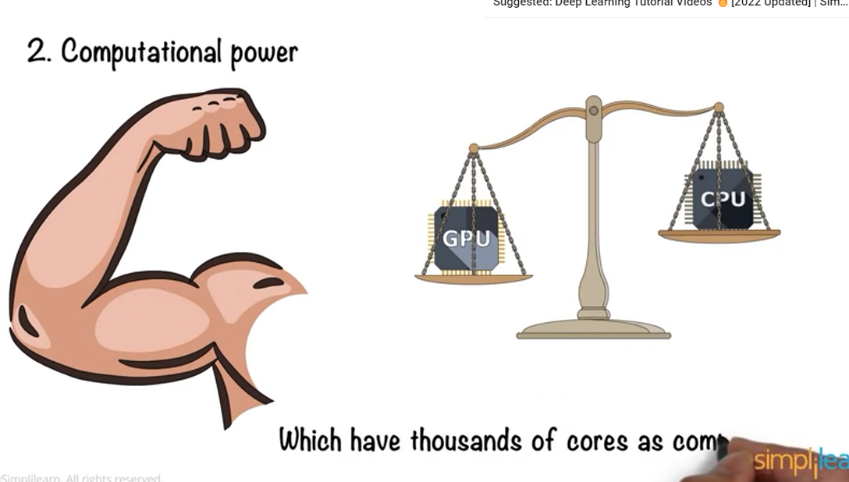 Suggested: Deep Learning Tutorial Videos 🔥 [2022 Updated] | Sim...
2. Computational power
CPU
GPU
Which have thousands of cores as com
simplilea
Simplilearn. All rights reserved.